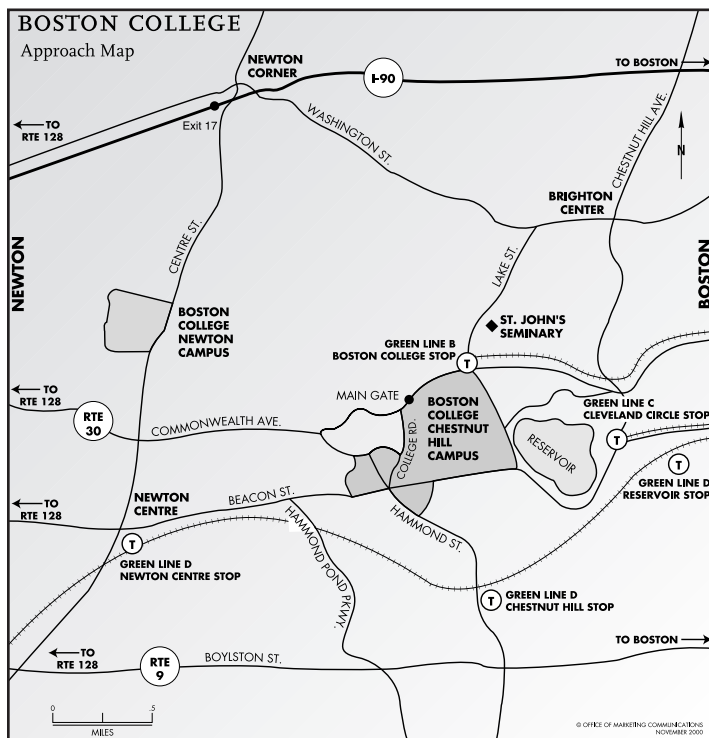 BOSTON COLLEGE
Approach Map
NEWTON
CORNER
I-90
TO BOSTON
TO
RTE 128
Exit 17
WASHINGTON ST.
CHESTNUT HILL AVE.
N
BRIGHTON
CENTER
CENTRE ST.
LAKE ST.
NEWTON
BOSTON
BOSTON
COLLEGE
NEWTON
CAMPUS
ST. JOHN'S
SEMINARY
GREEN LINE B
BOSTON COLLEGE STOP
T
TO
RTE 128
MAIN GATE
RTE
30
COMMONWEALTH AVE.
BOSTON
COLLEGE
CHESTNUT
HILL
CAMPUS
COLLEGE RD.
GREEN LINE C
CLEVELAND CIRCLE STOP
T
RESERVOIR
T
GREEN LINE D
RESERVOIR STOP
TO
RTE 128
NEWTON
CENTRE
BEACON ST.
HAMMOND ST.
T
GREEN LINE D
NEWTON CENTRE STOP
HAMMOND POND PKWY.
T
GREEN LINE D
CHESTNUT HILL STOP
TO
RTE 128
RTE
9
BOYLSTON ST.
TO BOSTON
0
.5
MILES
© OFFICE OF MARKETING COMMUNICATIONS
NOVEMBER 2000